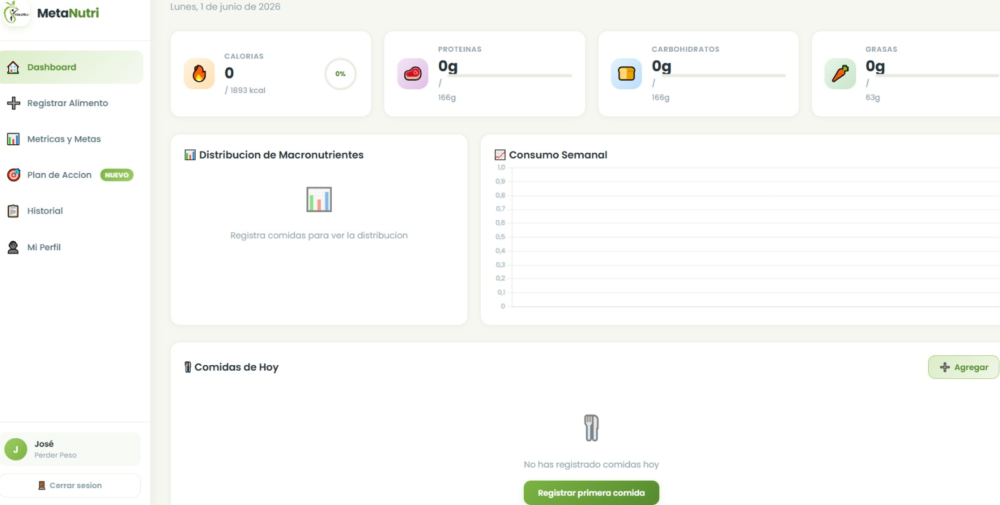 MetaNutri
Lunes, 1 de junio de 2026
Dashboard
Registrar Alimento
Metricas y Metas
Plan de Accion NUEVO
Historial
Mi Perfil
José
J
Perder Peso
Cerrar sesion
CALORIAS
0
/ 1893 kcal
0%
PROTEINAS
0g
/
166g
CARBOHIDRATOS
0g
/
166g
GRASAS
0g
/
63g
Distribucion de Macronutrientes
Registra comidas para ver la distribucion
Consumo Semanal
1,0
0,9
0,8
0,7
0,6
0,5
0,4
0,3
0,2
0,1
0
Comidas de Hoy
Agregar
No has registrado comidas hoy
Registrar primera comida